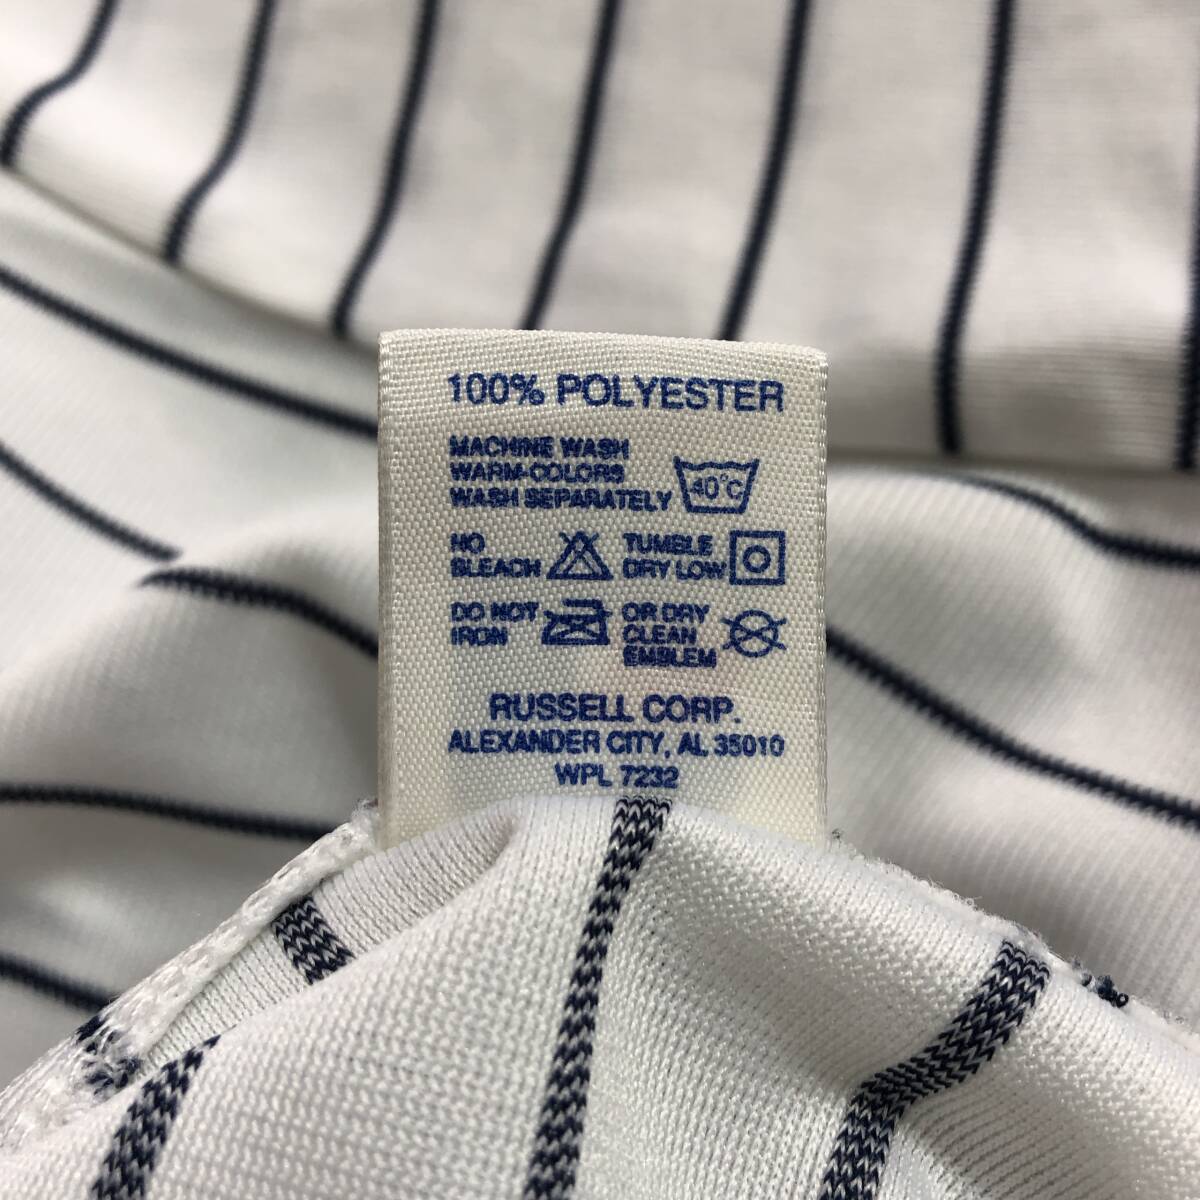 100% POLYESTER
MACHINE WASH
WARM-COLORS
WASH SEPARATELY
40°C
NO
BLEACH
TUMBLE
DRY LOW
DO NOT
IRON
OR DRY
CLEAN
EMBLEM
RUSSELL CORP.
ALEXANDER CITY, AL 35010
WPL 7232